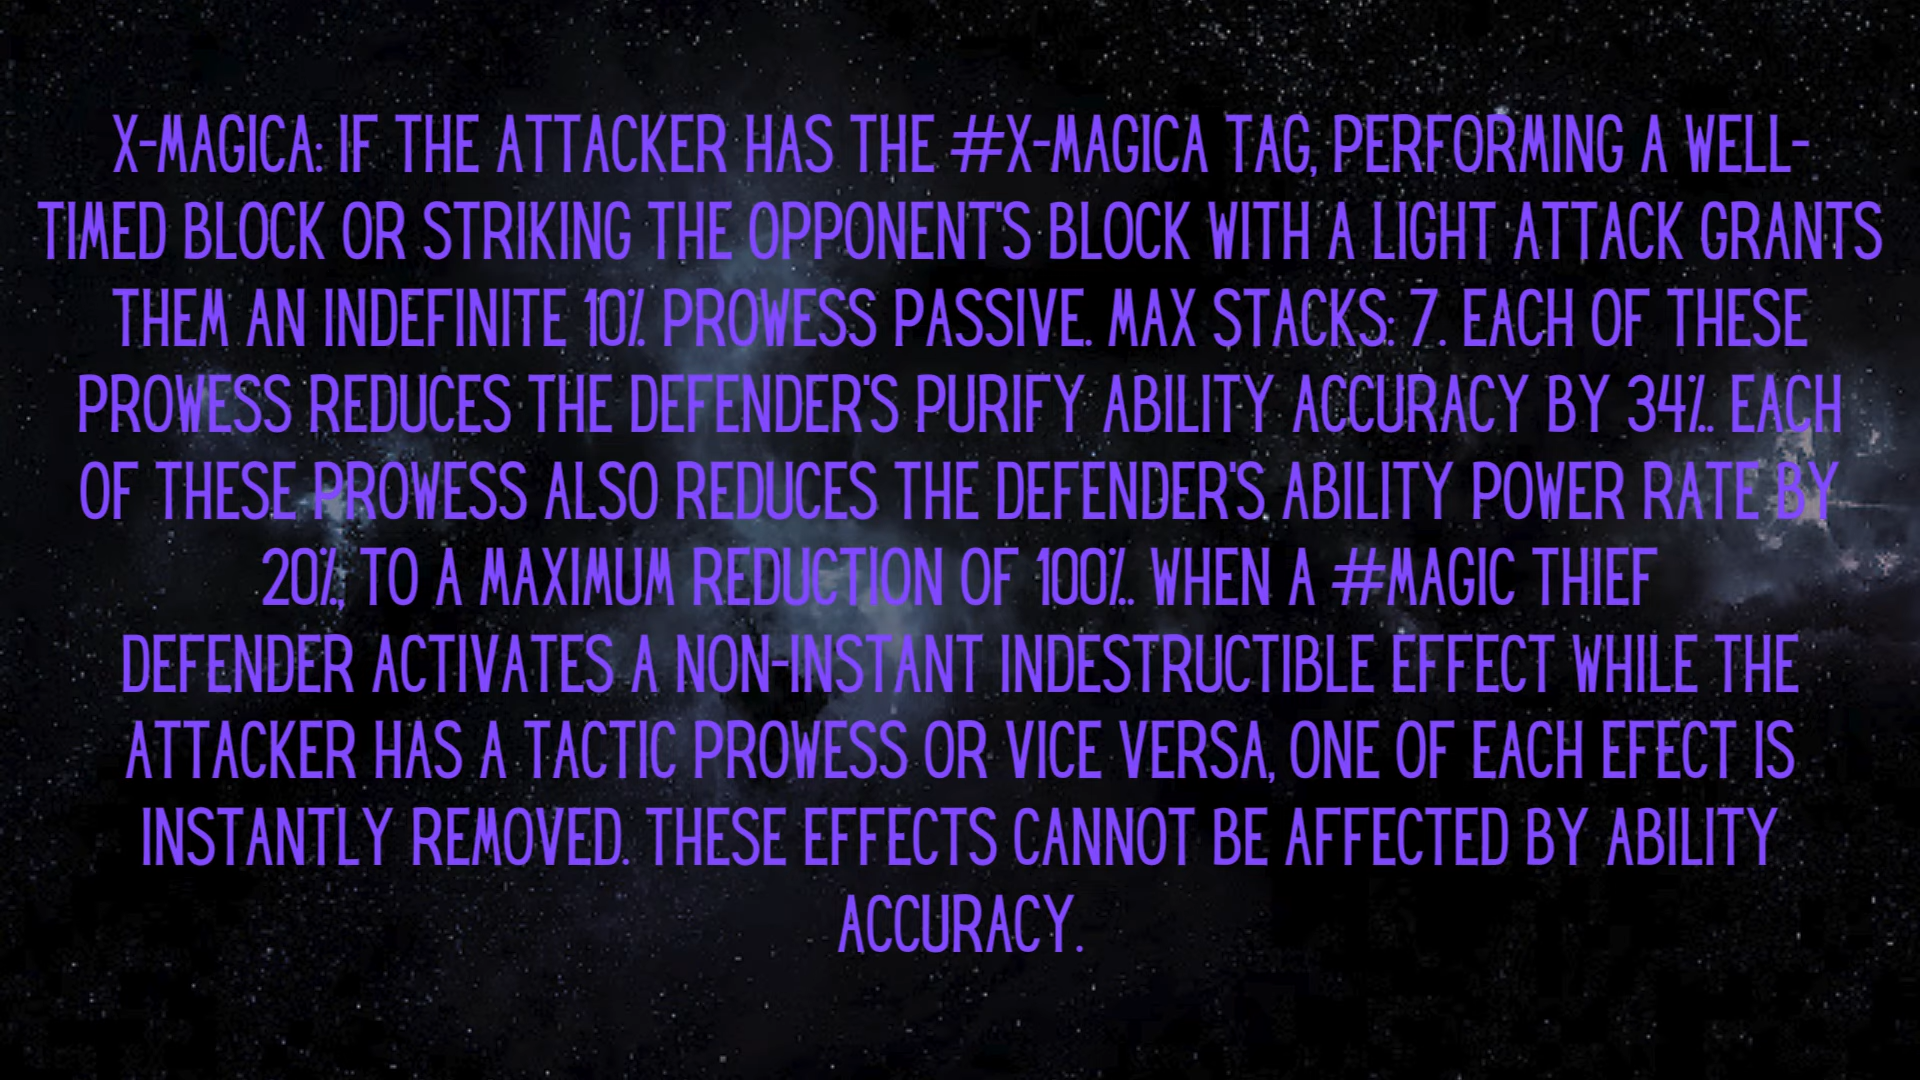 X-MAGICA: IF THE ATTACKER HAS THE #X-MAGICA TAG, PERFORMING A WELL-
TIMED BLOCK OR STRIKING THE OPPONENT'S BLOCK WITH A LIGHT ATTACK GRANTS
THEM AN INDEFINITE 10% PROWESS PASSIVE. MAX STACKS: 7. EACH OF THESE
PROWESS REDUCES THE DEFENDER'S PURIFY ABILITY ACCURACY BY 34%. EACH
OF THESE PROWESS ALSO REDUCES THE DEFENDER'S ABILITY POWER RATE BY
20%, TO A MAXIMUM REDUCTION OF 100%. WHEN A #MAGIC THIEF
DEFENDER ACTIVATES A NON-INSTANT INDESTRUCTIBLE EFFECT WHILE THE
ATTACKER HAS A TACTIC PROWESS OR VICE VERSA, ONE OF EACH EFECT IS
INSTANTLY REMOVED. THESE EFFECTS CANNOT BE AFFECTED BY ABILITY
ACCURACY.